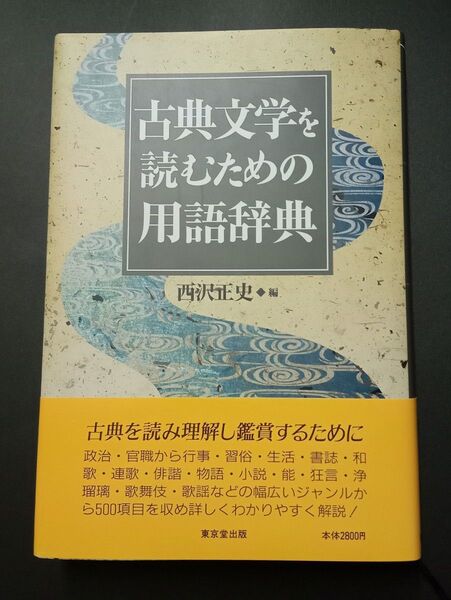 古典文学を
読むための
用語辞典
西沢正史◆編
古典を読み理解し鑑賞するために
政治・官職から行事・習俗・生活・書誌・和
歌・連歌・俳諧・物語・小説・能・狂言・浄
瑠璃・歌舞伎・歌謡などの幅広いジャンルか
ら500項目を収め詳しくわかりやすく解説!
東京堂出版
本体2800円